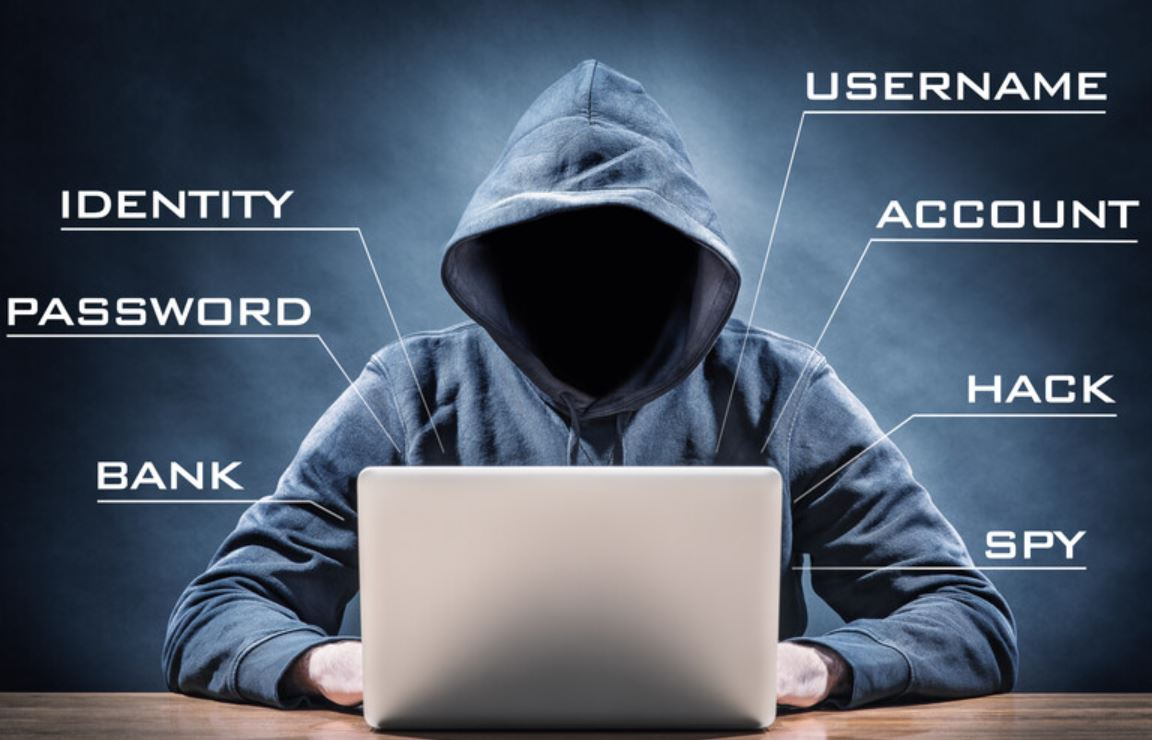 USERNAME
IDENTITY
ACCOUNT
PASSWORD
HACK
BANK
SPY